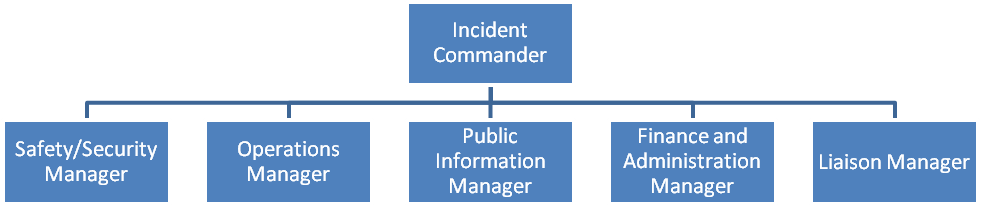 Incident
Commander
Safety/Security
Manager
Operations
Manager
Public
Information
Manager
Finance and
Administration
Manager
Liaison Manager